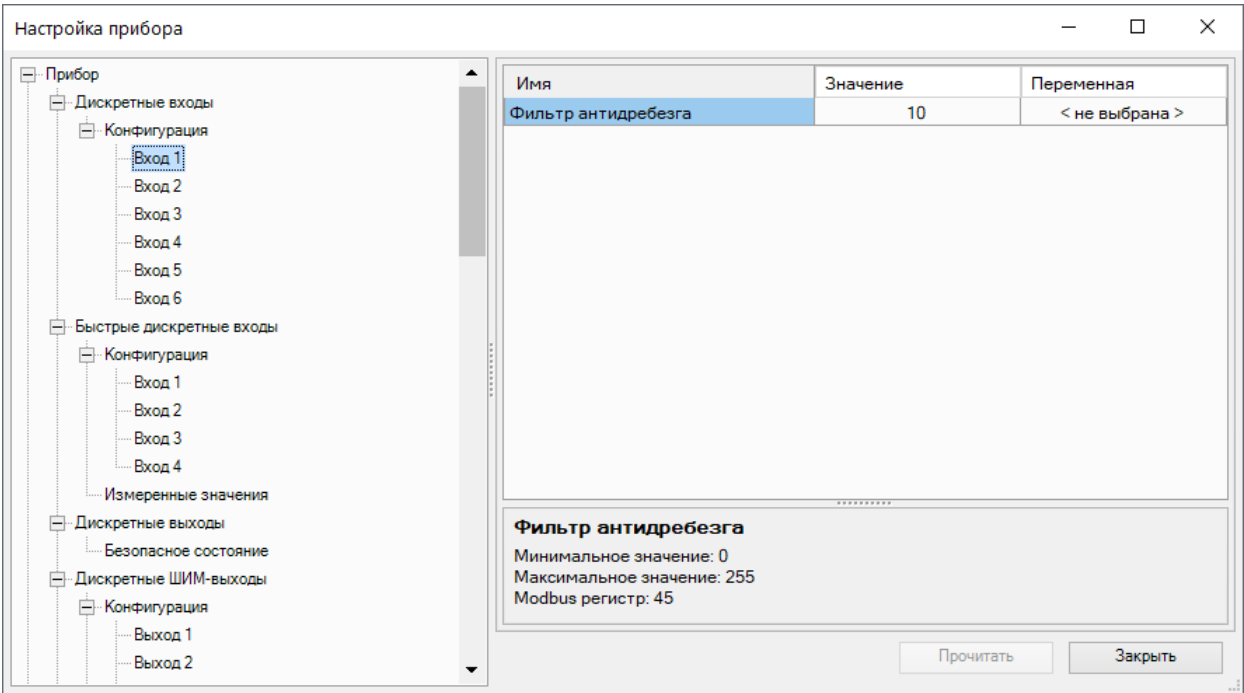 Настройка прибора
Прибор
Дискретные входы
Конфигурация
Вход 1
Вход 2
Вход 3
Вход 4
Вход 5
Вход 6
Быстрые дискретные входы
Конфигурация
Вход 1
Вход 2
Вход 3
Вход 4
Измеренные значения
Дискретные выходы
Безопасное состояние
Дискретные ШИМ-выходы
Конфигурация
Выход 1
Выход 2
Имя Значение Переменная
Фильтр антидребезга 10 < не выбрана >
Фильтр антидребезга
Минимальное значение: 0
Максимальное значение: 255
Modbus регистр: 45
Прочитать Закрыть